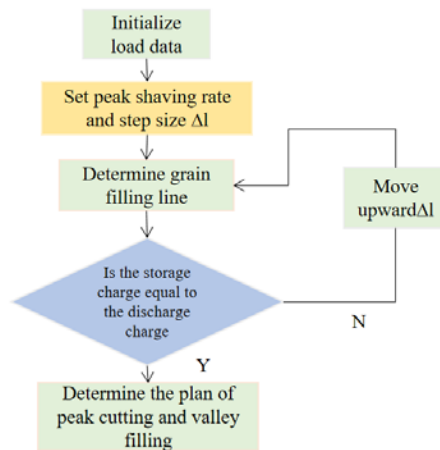 Initialize
load data
Set peak shaving rate
and step size Δl
Determine grain
filling line
Move
upwardΔl
Is the storage
charge equal to
the discharge
charge
N
Y
Determine the plan of
peak cutting and valley
filling